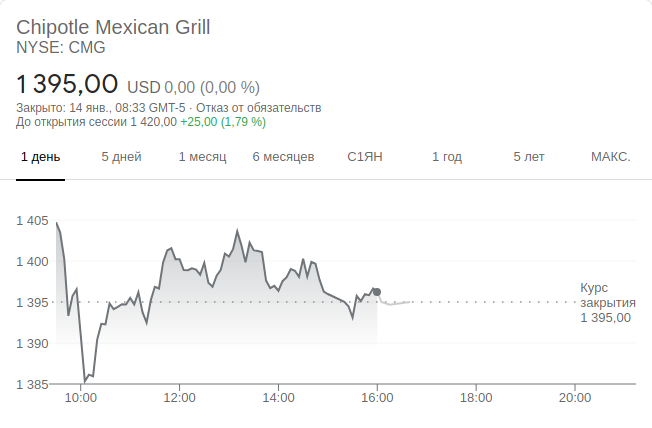 Chipotle Mexican Grill
NYSE: CMG
1 395,00 USD 0,00 (0,00 %)
Закрыто: 14 янв., 08:33 GMT-5 · Отказ от обязательств
До открытия сессии 1 420,00 +25,00 (1,79 %)
1 день 5 дней 1 месяц 6 месяцев С1ЯН 1 год 5 лет МАКС.
1 405
1 400
1 395
1 390
1 385
Курс
закрытия
1 395,00
10:00 12:00 14:00 16:00 18:00 20:00